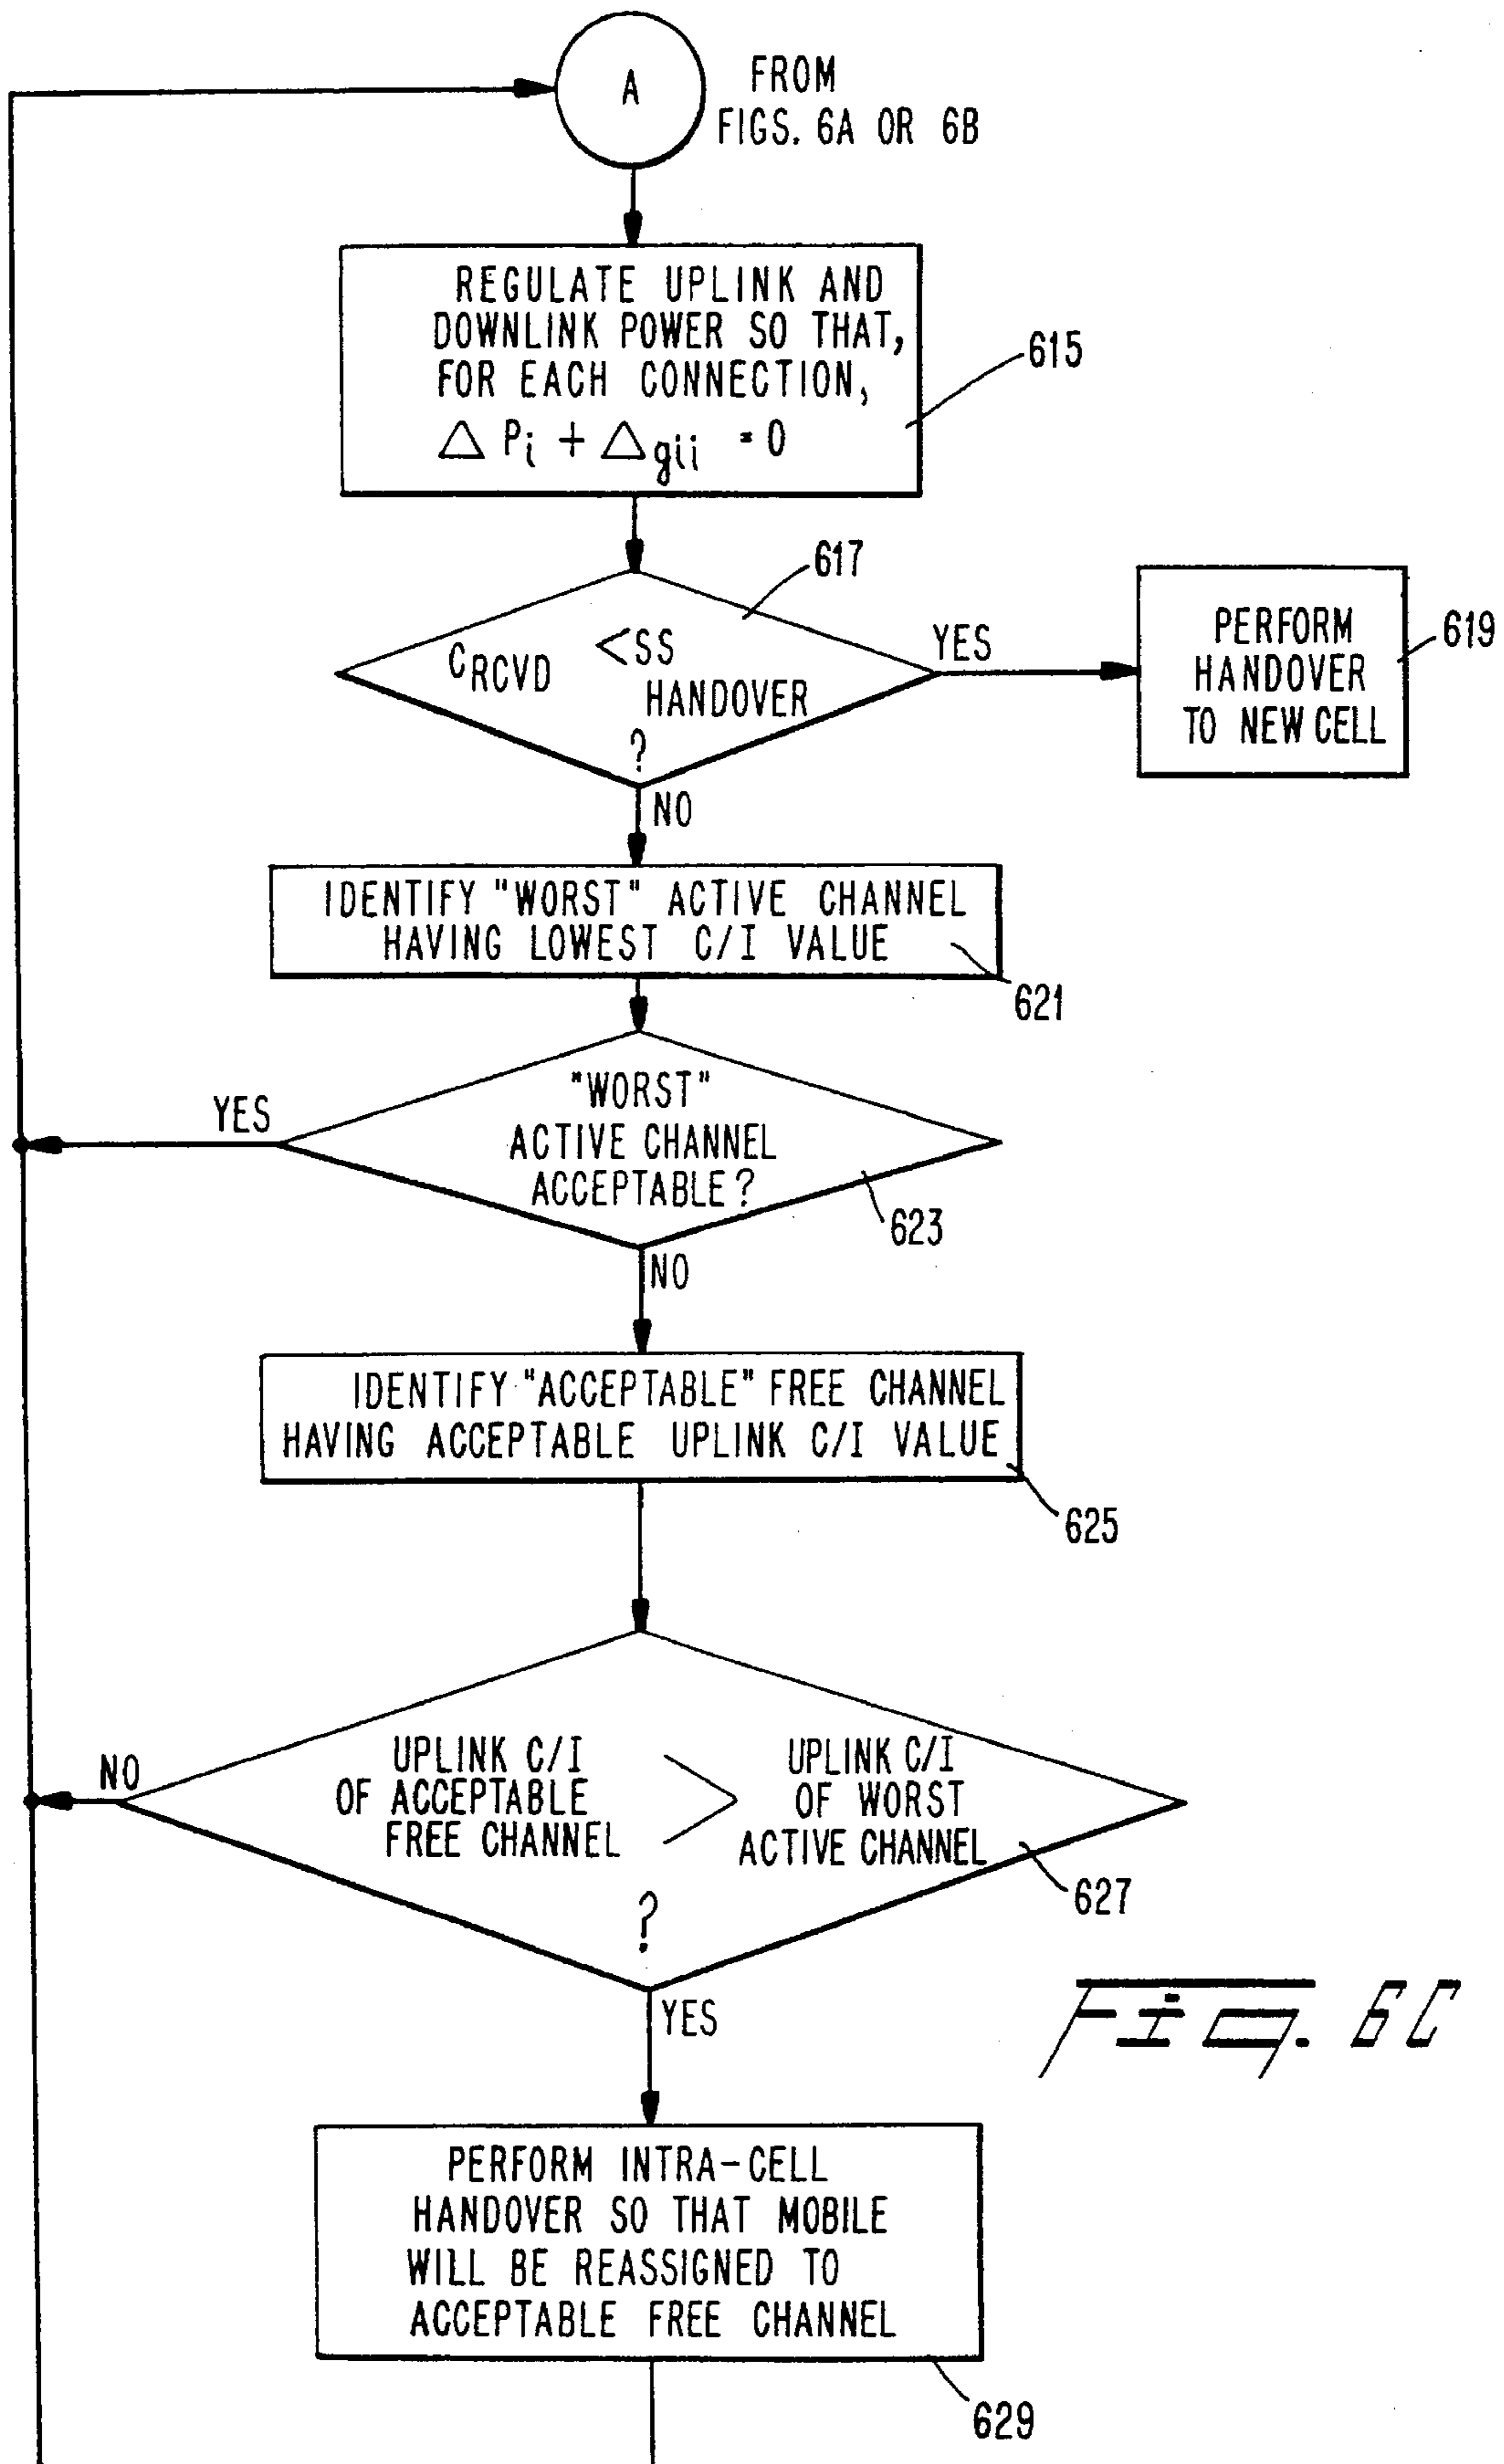 A
FROM
FIGS. 6A OR 6B
REGULATE UPLINK AND
DOWNLINK POWER SO THAT,
FOR EACH CONNECTION,
△ Pi + △gii = 0
615
617
CRCVD <SS
HANDOVER
?
YES
PERFORM
HANDOVER
TO NEW CELL
619
NO
IDENTIFY "WORST" ACTIVE CHANNEL
HAVING LOWEST C/I VALUE
621
"WORST"
ACTIVE CHANNEL
ACCEPTABLE?
YES
623
NO
IDENTIFY "ACCEPTABLE" FREE CHANNEL
HAVING ACCEPTABLE UPLINK C/I VALUE
625
NO
UPLINK C/I
OF ACCEPTABLE
FREE CHANNEL
>
UPLINK C/I
OF WORST
ACTIVE CHANNEL
?
627
YES
Fig. 6C
PERFORM INTRA-CELL
HANDOVER SO THAT MOBILE
WILL BE REASSIGNED TO
ACCEPTABLE FREE CHANNEL
629